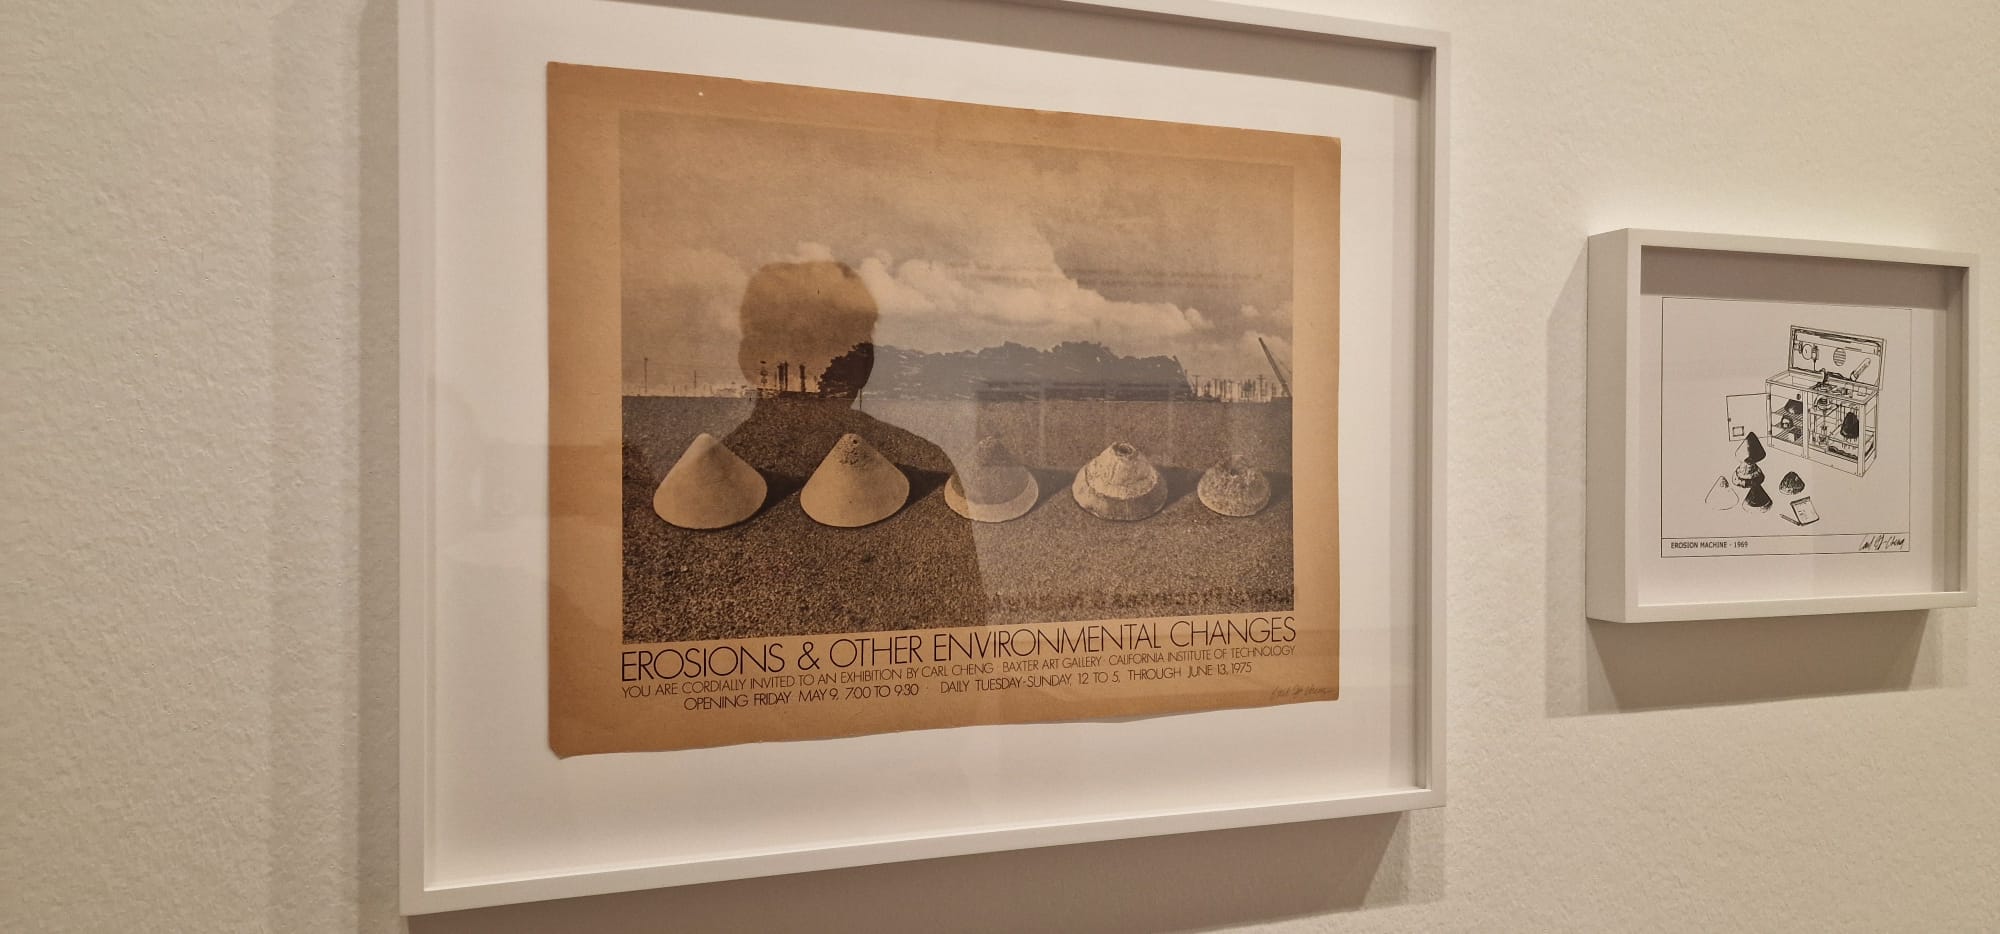 EROSIONS & OTHER ENVIRONMENTAL CHANGES
YOU ARE CORDIALLY INVITED TO AN EXHIBITION BY CARL CHENG · BAXTER ART GALLERY · CALIFORNIA INSTITUTE OF TECHNOLOGY
OPENING FRIDAY MAY 9, 7:00 TO 9:30 · DAILY TUESDAY-SUNDAY, 12 TO 5, THROUGH JUNE 13, 1975
EROSION MACHINE - 1969